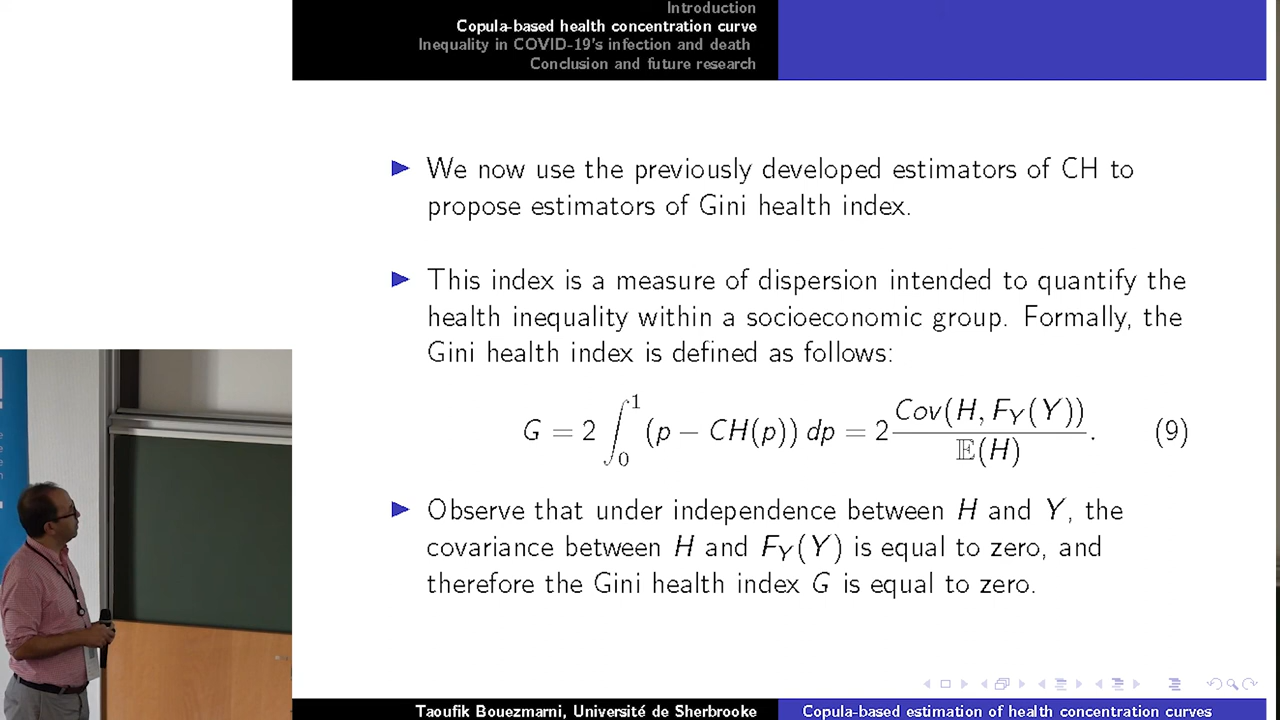 Introduction
Copula-based health concentration curve
Inequality in COVID-19's infection and death
Conclusion and future research
▶ We now use the previously developed estimators of CH to
propose estimators of Gini health index.
▶ This index is a measure of dispersion intended to quantify the
health inequality within a socioeconomic group. Formally, the
Gini health index is defined as follows:
G = 2 ∫₀¹ (p − CH(p)) dp = 2 Cov(H, F_Y(Y)) / 𝔼(H). (9)
▶ Observe that under independence between H and Y, the
covariance between H and F_Y(Y) is equal to zero, and
therefore the Gini health index G is equal to zero.
Taoufik Bouezmarni, Université de Sherbrooke
Copula-based estimation of health concentration curves